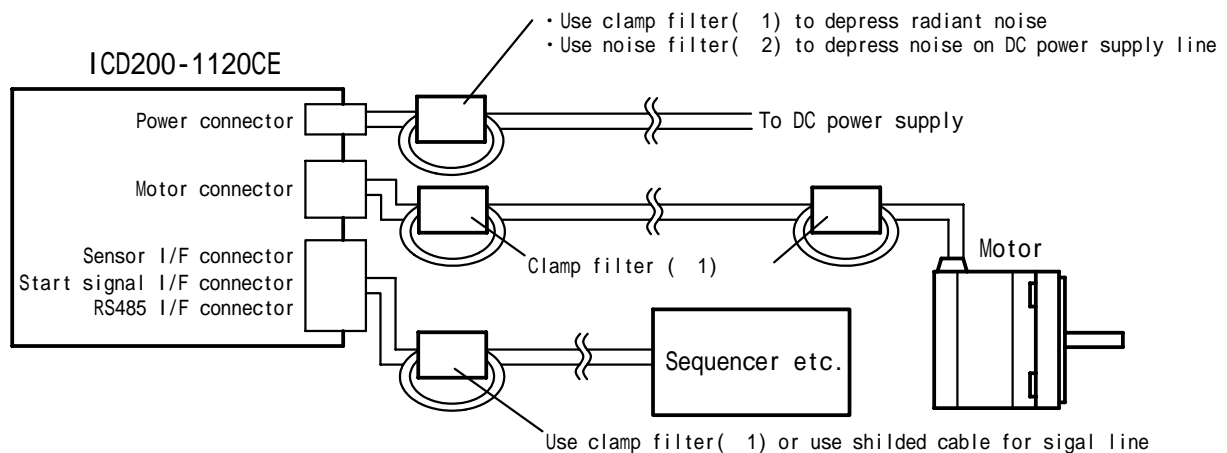 ・Use clamp filter( 1) to depress radiant noise
・Use noise filter( 2) to depress noise on DC power supply line
ICD200-1120CE
Power connector
To DC power supply
Motor connector
Sensor I/F connector
Start signal I/F connector
RS485 I/F connector
Clamp filter ( 1)
Motor
Sequencer etc.
Use clamp filter( 1) or use shilded cable for sigal line